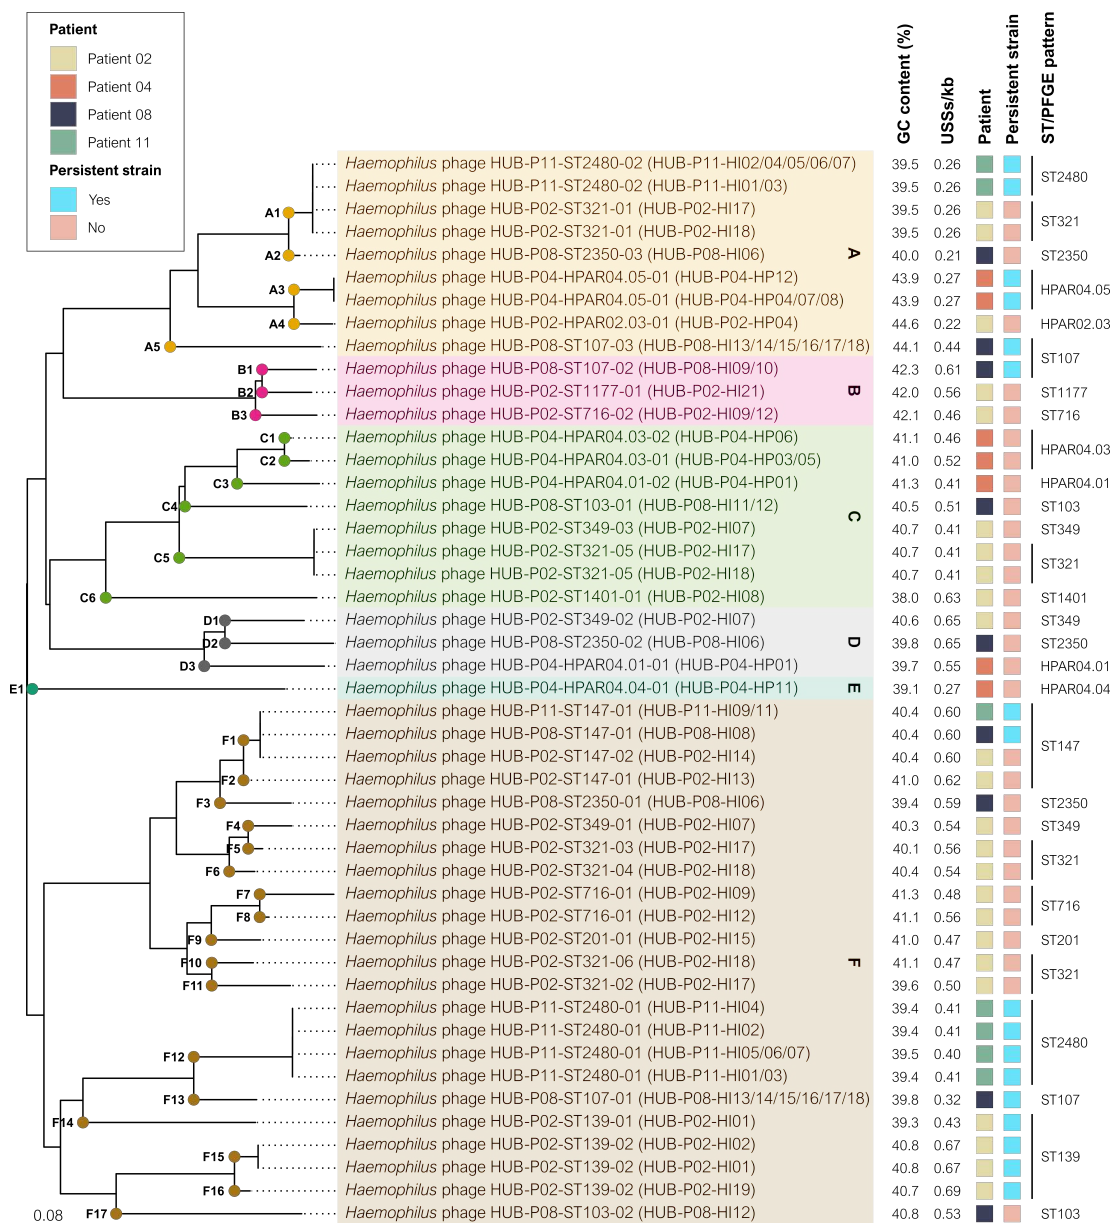 Patient
Patient 02
Patient 04
Patient 08
Patient 11
Persistent strain
Yes
No
GC content (%)
USSs/kb
Patient
Persistent strain
ST/PFGE pattern
Haemophilus phage HUB-P11-ST2480-02 (HUB-P11-HI02/04/05/06/07) 39.5 0.26
ST2480
Haemophilus phage HUB-P11-ST2480-02 (HUB-P11-HI01/03) 39.5 0.26
A1 Haemophilus phage HUB-P02-ST321-01 (HUB-P02-HI17) 39.5 0.26
ST321
Haemophilus phage HUB-P02-ST321-01 (HUB-P02-HI18) 39.5 0.26
A2 Haemophilus phage HUB-P08-ST2350-03 (HUB-P08-HI06) A 40.0 0.21 ST2350
Haemophilus phage HUB-P04-HPAR04.05-01 (HUB-P04-HP12) 43.9 0.27
A3 HPAR04.05
Haemophilus phage HUB-P04-HPAR04.05-01 (HUB-P04-HP04/07/08) 43.9 0.27
A4 Haemophilus phage HUB-P02-HPAR02.03-01 (HUB-P02-HP04) 44.6 0.22 HPAR02.03
A5 Haemophilus phage HUB-P08-ST107-03 (HUB-P08-HI13/14/15/16/17/18) 44.1 0.44
ST107
B1 Haemophilus phage HUB-P08-ST107-02 (HUB-P08-HI09/10) 42.3 0.61
B2 Haemophilus phage HUB-P02-ST1177-01 (HUB-P02-HI21) B 42.0 0.56 ST1177
B3 Haemophilus phage HUB-P02-ST716-02 (HUB-P02-HI09/12) 42.1 0.46 ST716
C1 Haemophilus phage HUB-P04-HPAR04.03-02 (HUB-P04-HP06) 41.1 0.46
HPAR04.03
C2 Haemophilus phage HUB-P04-HPAR04.03-01 (HUB-P04-HP03/05) 41.0 0.52
C3 Haemophilus phage HUB-P04-HPAR04.01-02 (HUB-P04-HP01) 41.3 0.41 HPAR04.01
C4 Haemophilus phage HUB-P08-ST103-01 (HUB-P08-HI11/12) C 40.5 0.51 ST103
Haemophilus phage HUB-P02-ST349-03 (HUB-P02-HI07) 40.7 0.41 ST349
C5 Haemophilus phage HUB-P02-ST321-05 (HUB-P02-HI17) 40.7 0.41
ST321
Haemophilus phage HUB-P02-ST321-05 (HUB-P02-HI18) 40.7 0.41
C6 Haemophilus phage HUB-P02-ST1401-01 (HUB-P02-HI08) 38.0 0.63 ST1401
D1 Haemophilus phage HUB-P02-ST349-02 (HUB-P02-HI07) 40.6 0.65 ST349
D2 Haemophilus phage HUB-P08-ST2350-02 (HUB-P08-HI06) D 39.8 0.65 ST2350
D3 Haemophilus phage HUB-P04-HPAR04.01-01 (HUB-P04-HP01) 39.7 0.55 HPAR04.01
E1 Haemophilus phage HUB-P04-HPAR04.04-01 (HUB-P04-HP11) E 39.1 0.27 HPAR04.04
Haemophilus phage HUB-P11-ST147-01 (HUB-P11-HI09/11) 40.4 0.60
F1 Haemophilus phage HUB-P08-ST147-01 (HUB-P08-HI08) 40.4 0.60
ST147
Haemophilus phage HUB-P02-ST147-02 (HUB-P02-HI14) 40.4 0.60
F2 Haemophilus phage HUB-P02-ST147-01 (HUB-P02-HI13) 41.0 0.62
F3 Haemophilus phage HUB-P08-ST2350-01 (HUB-P08-HI06) 39.4 0.59 ST2350
F4 Haemophilus phage HUB-P02-ST349-01 (HUB-P02-HI07) 40.3 0.54 ST349
F5 Haemophilus phage HUB-P02-ST321-03 (HUB-P02-HI17) 40.1 0.56
ST321
F6 Haemophilus phage HUB-P02-ST321-04 (HUB-P02-HI18) 40.4 0.54
F7 Haemophilus phage HUB-P02-ST716-01 (HUB-P02-HI09) 41.3 0.48
ST716
F8 Haemophilus phage HUB-P02-ST716-01 (HUB-P02-HI12) 41.1 0.56
F9 Haemophilus phage HUB-P02-ST201-01 (HUB-P02-HI15) 41.0 0.47 ST201
F10 Haemophilus phage HUB-P02-ST321-06 (HUB-P02-HI18) F 41.1 0.47
ST321
F11 Haemophilus phage HUB-P02-ST321-02 (HUB-P02-HI17) 39.6 0.50
Haemophilus phage HUB-P11-ST2480-01 (HUB-P11-HI04) 39.4 0.41
Haemophilus phage HUB-P11-ST2480-01 (HUB-P11-HI02) 39.4 0.41
ST2480
F12 Haemophilus phage HUB-P11-ST2480-01 (HUB-P11-HI05/06/07) 39.5 0.40
Haemophilus phage HUB-P11-ST2480-01 (HUB-P11-HI01/03) 39.4 0.41
F13 Haemophilus phage HUB-P08-ST107-01 (HUB-P08-HI13/14/15/16/17/18) 39.8 0.32 ST107
F14 Haemophilus phage HUB-P02-ST139-01 (HUB-P02-HI01) 39.3 0.43
Haemophilus phage HUB-P02-ST139-02 (HUB-P02-HI02) 40.8 0.67
ST139
F15 Haemophilus phage HUB-P02-ST139-02 (HUB-P02-HI01) 40.8 0.67
F16 Haemophilus phage HUB-P02-ST139-02 (HUB-P02-HI19) 40.7 0.69
0.08 F17 Haemophilus phage HUB-P08-ST103-02 (HUB-P08-HI12) 40.8 0.53 ST103